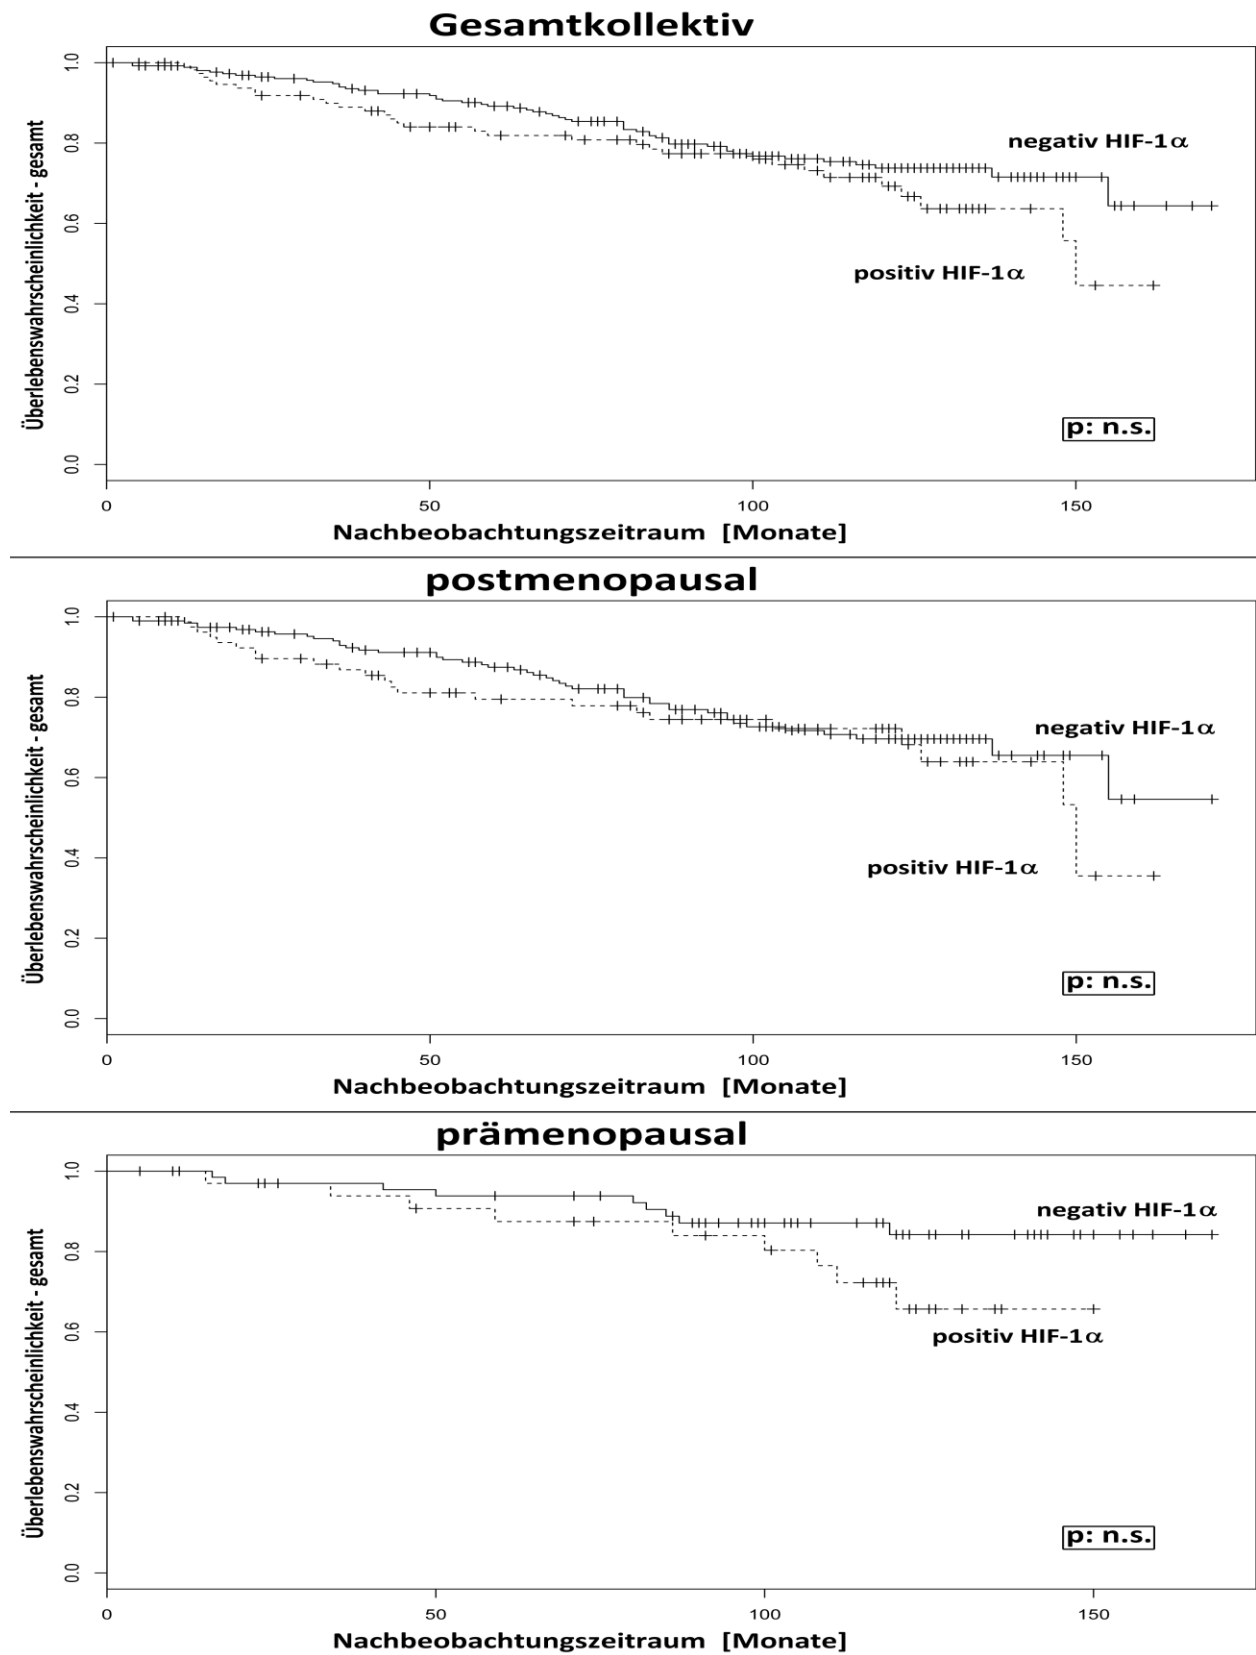 Gesamtkollektiv
Überlebenswahrscheinlichkeit - gesamt
1.0
0.8
0.6
0.4
0.2
0.0
negativ HIF-1α
positiv HIF-1α
p: n.s.
0 50 100 150
Nachbeobachtungszeitraum [Monate]
postmenopausal
Überlebenswahrscheinlichkeit - gesamt
1.0
0.8
0.6
0.4
0.2
0.0
negativ HIF-1α
positiv HIF-1α
p: n.s.
0 50 100 150
Nachbeobachtungszeitraum [Monate]
prämenopausal
Überlebenswahrscheinlichkeit - gesamt
1.0
0.8
0.6
0.4
0.2
0.0
negativ HIF-1α
positiv HIF-1α
p: n.s.
0 50 100 150
Nachbeobachtungszeitraum [Monate]